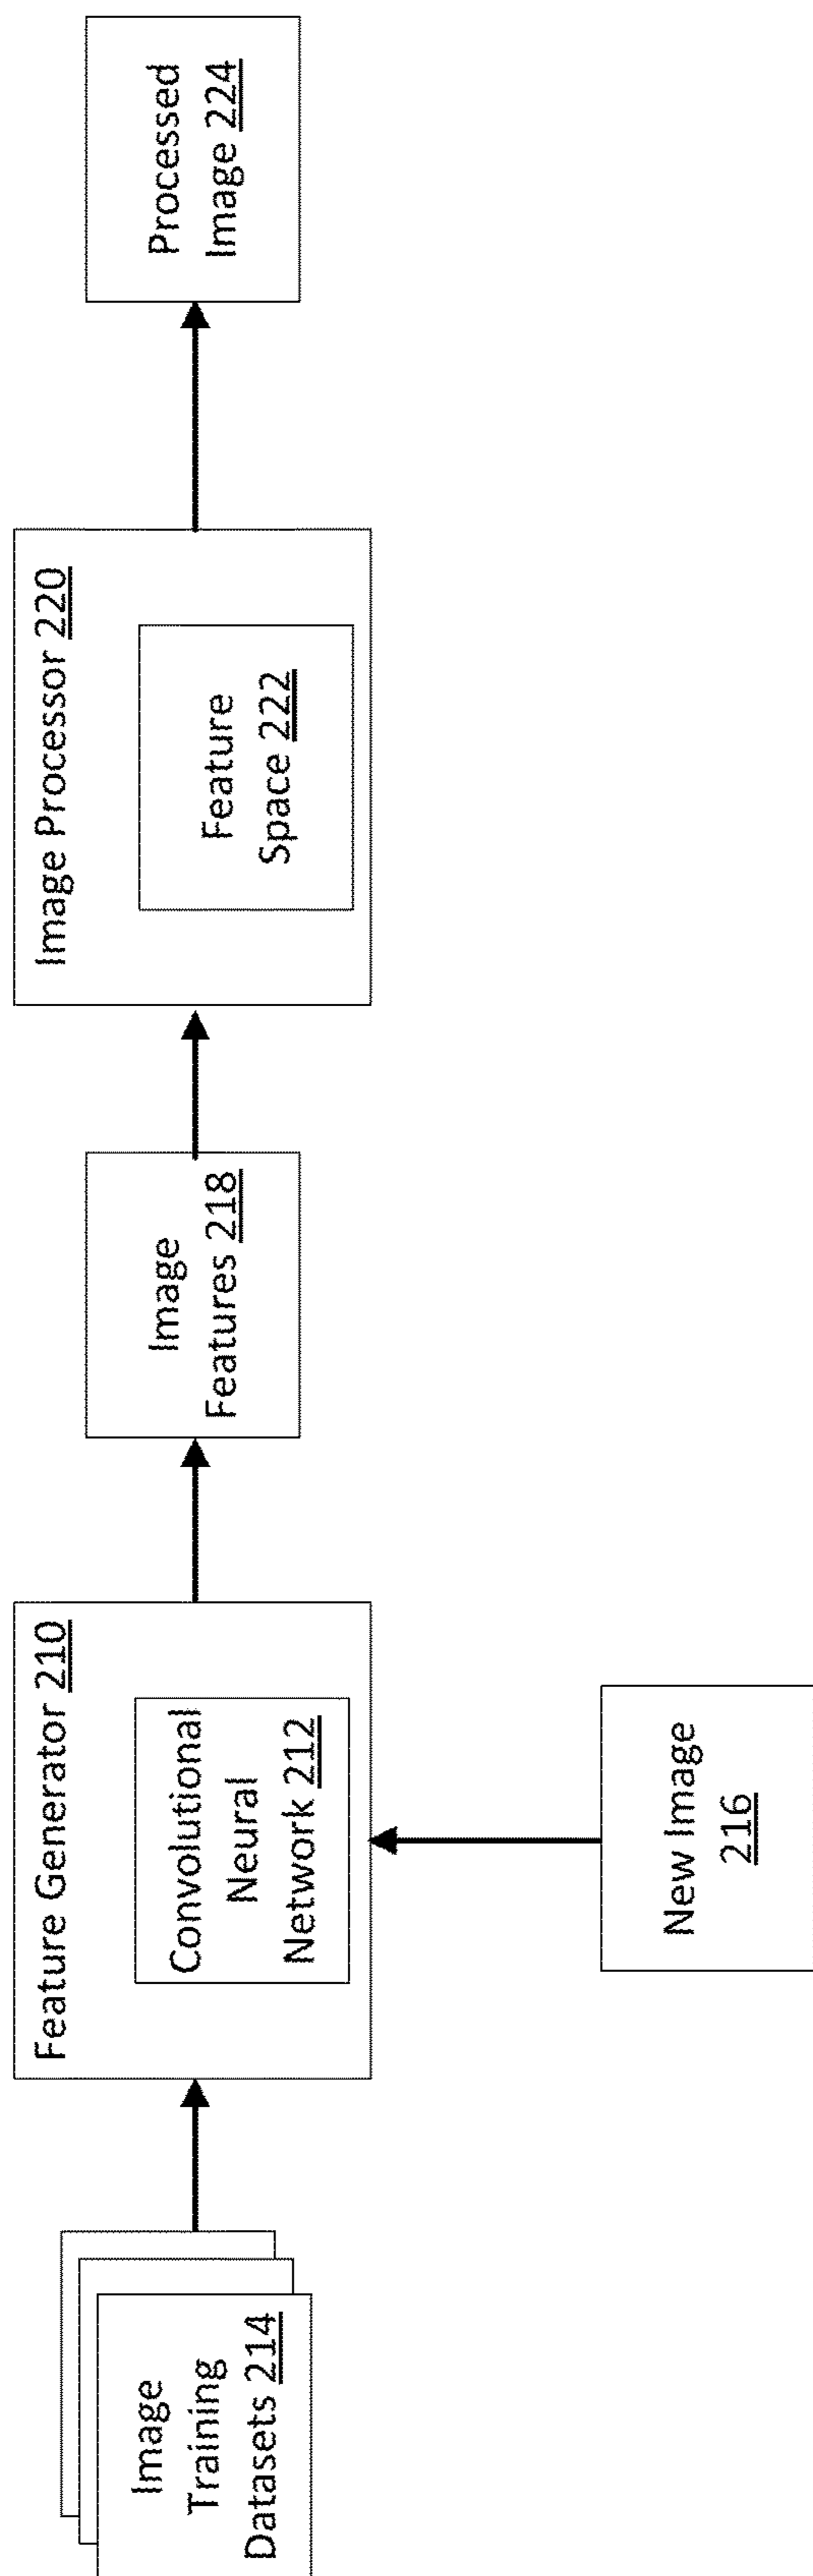 Image
Training
Datasets 214
Feature Generator 210
Convolutional
Neural
Network 212
New Image
216
Image
Features 218
Image Processor 220
Feature
Space 222
Processed
Image 224